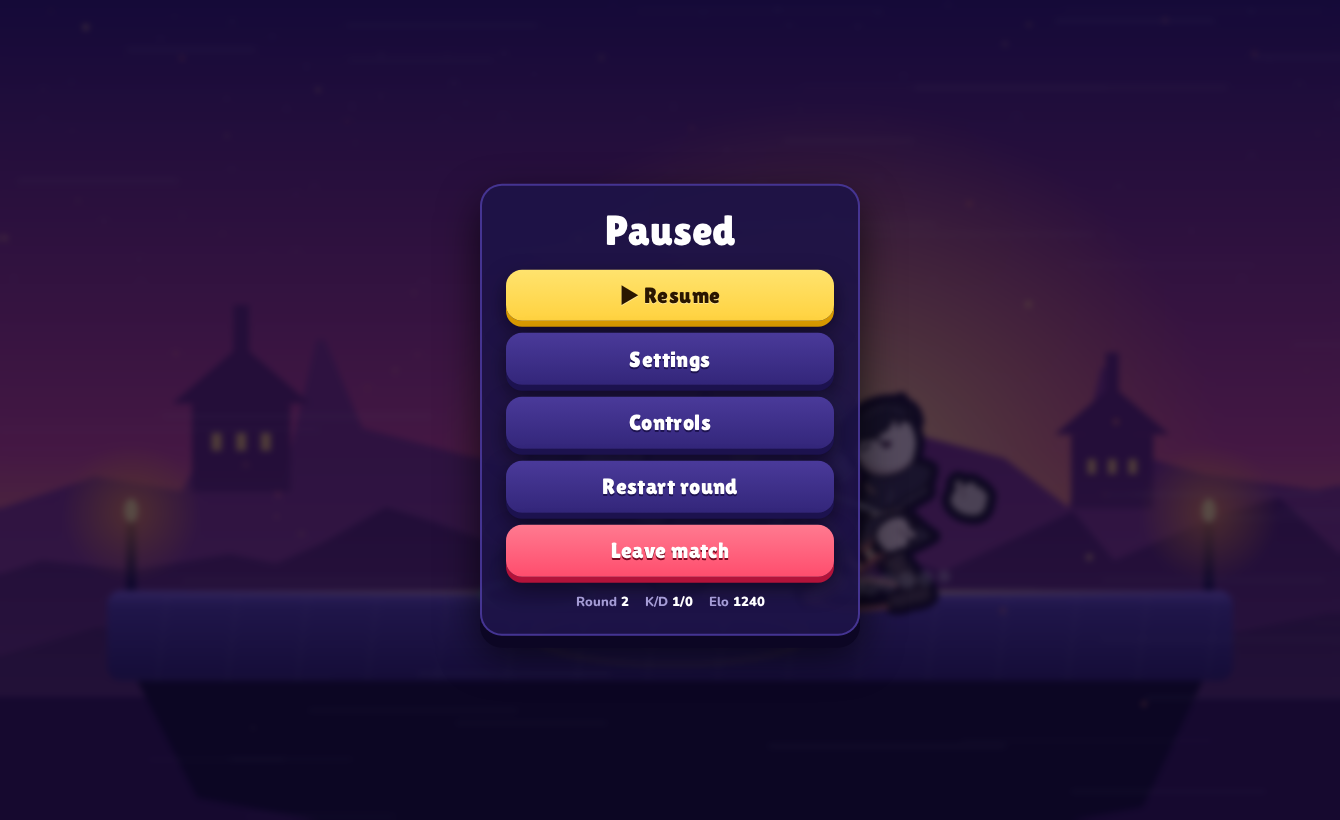 Paused
▶ Resume
Settings
Controls
Restart round
Leave match
Round 2 K/D 1/0 Elo 1240